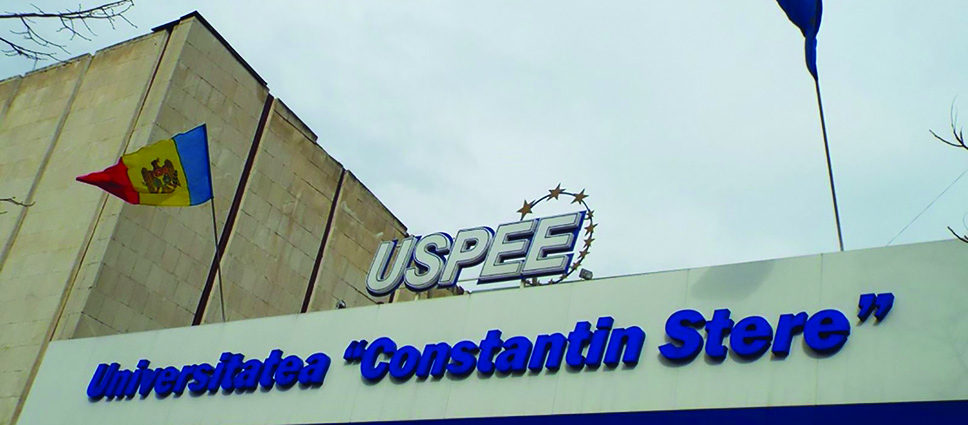 USPEE
Universitatea “Constantin Stere”